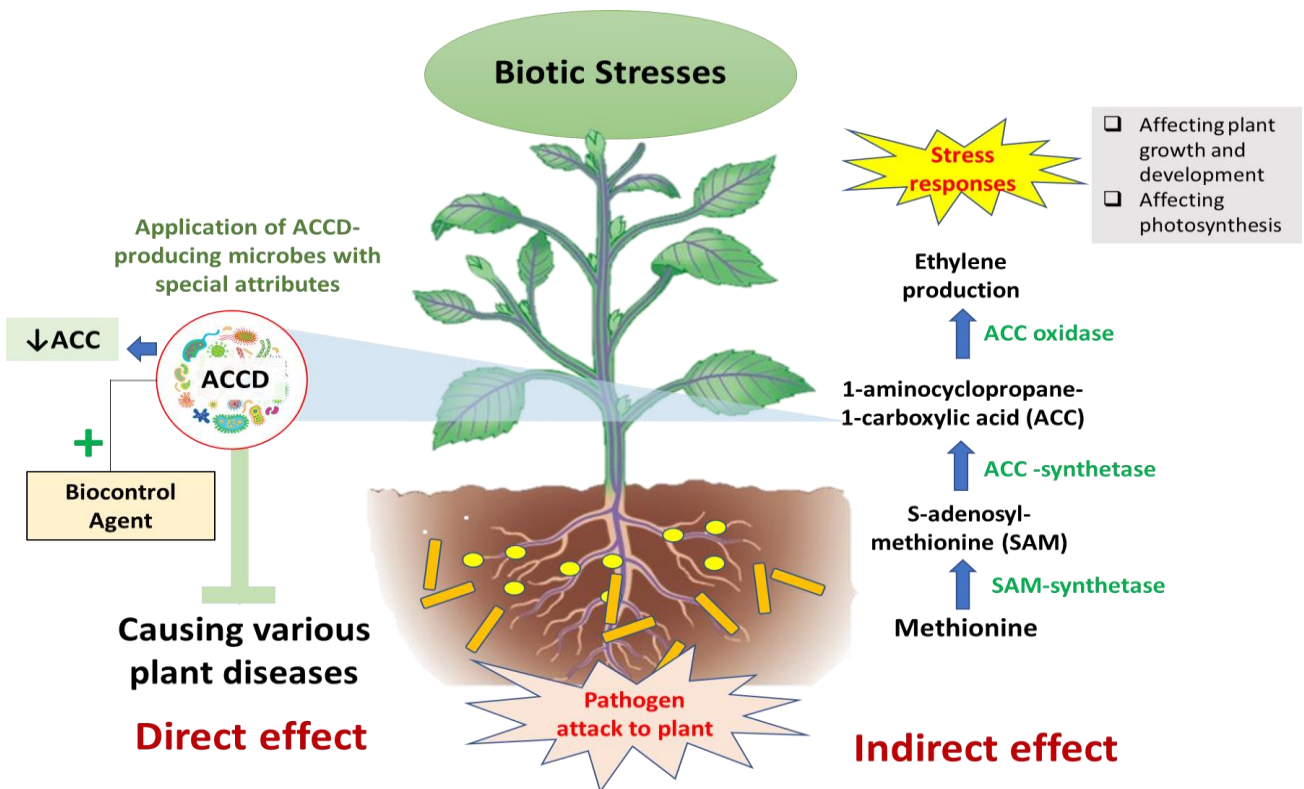 Biotic Stresses
Stress
responses
❑ Affecting plant
growth and
development
❑ Affecting
photosynthesis
Application of ACCD-
producing microbes with
special attributes
↓ACC
ACCD
+
Biocontrol
Agent
Causing various
plant diseases
Direct effect
Pathogen
attack to plant
Ethylene
production
ACC oxidase
1-aminocyclopropane-
1-carboxylic acid (ACC)
ACC -synthetase
S-adenosyl-
methionine (SAM)
SAM-synthetase
Methionine
Indirect effect